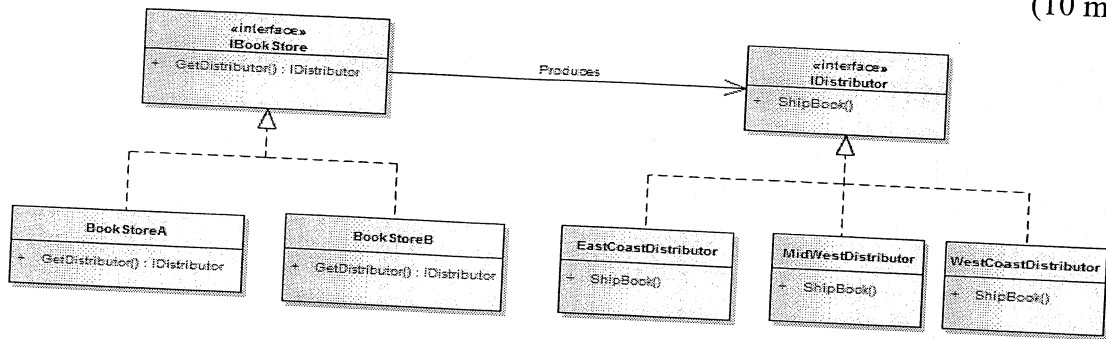 (10 m
«interface»
IBookStore
+ GetDistributor() : IDistributor
Produces
«interface»
IDistributor
+ ShipBook()
BookStoreA
+ GetDistributor() : IDistributor
BookStoreB
+ GetDistributor() : IDistributor
EastCoastDistributor
+ ShipBook()
MidWestDistributor
+ ShipBook()
WestCoastDistributor
+ ShipBook()